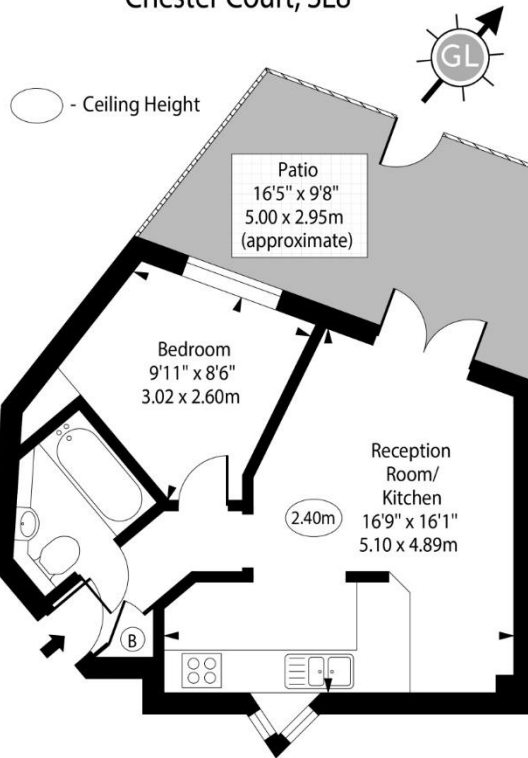 Chester Court, SE8
GL
- Ceiling Height
Patio
16'5" x 9'8"
5.00 x 2.95m
(approximate)
Bedroom
9'11" x 8'6"
3.02 x 2.60m
Reception
Room/
Kitchen
16'9" x 16'1"
5.10 x 4.89m
2.40m
B